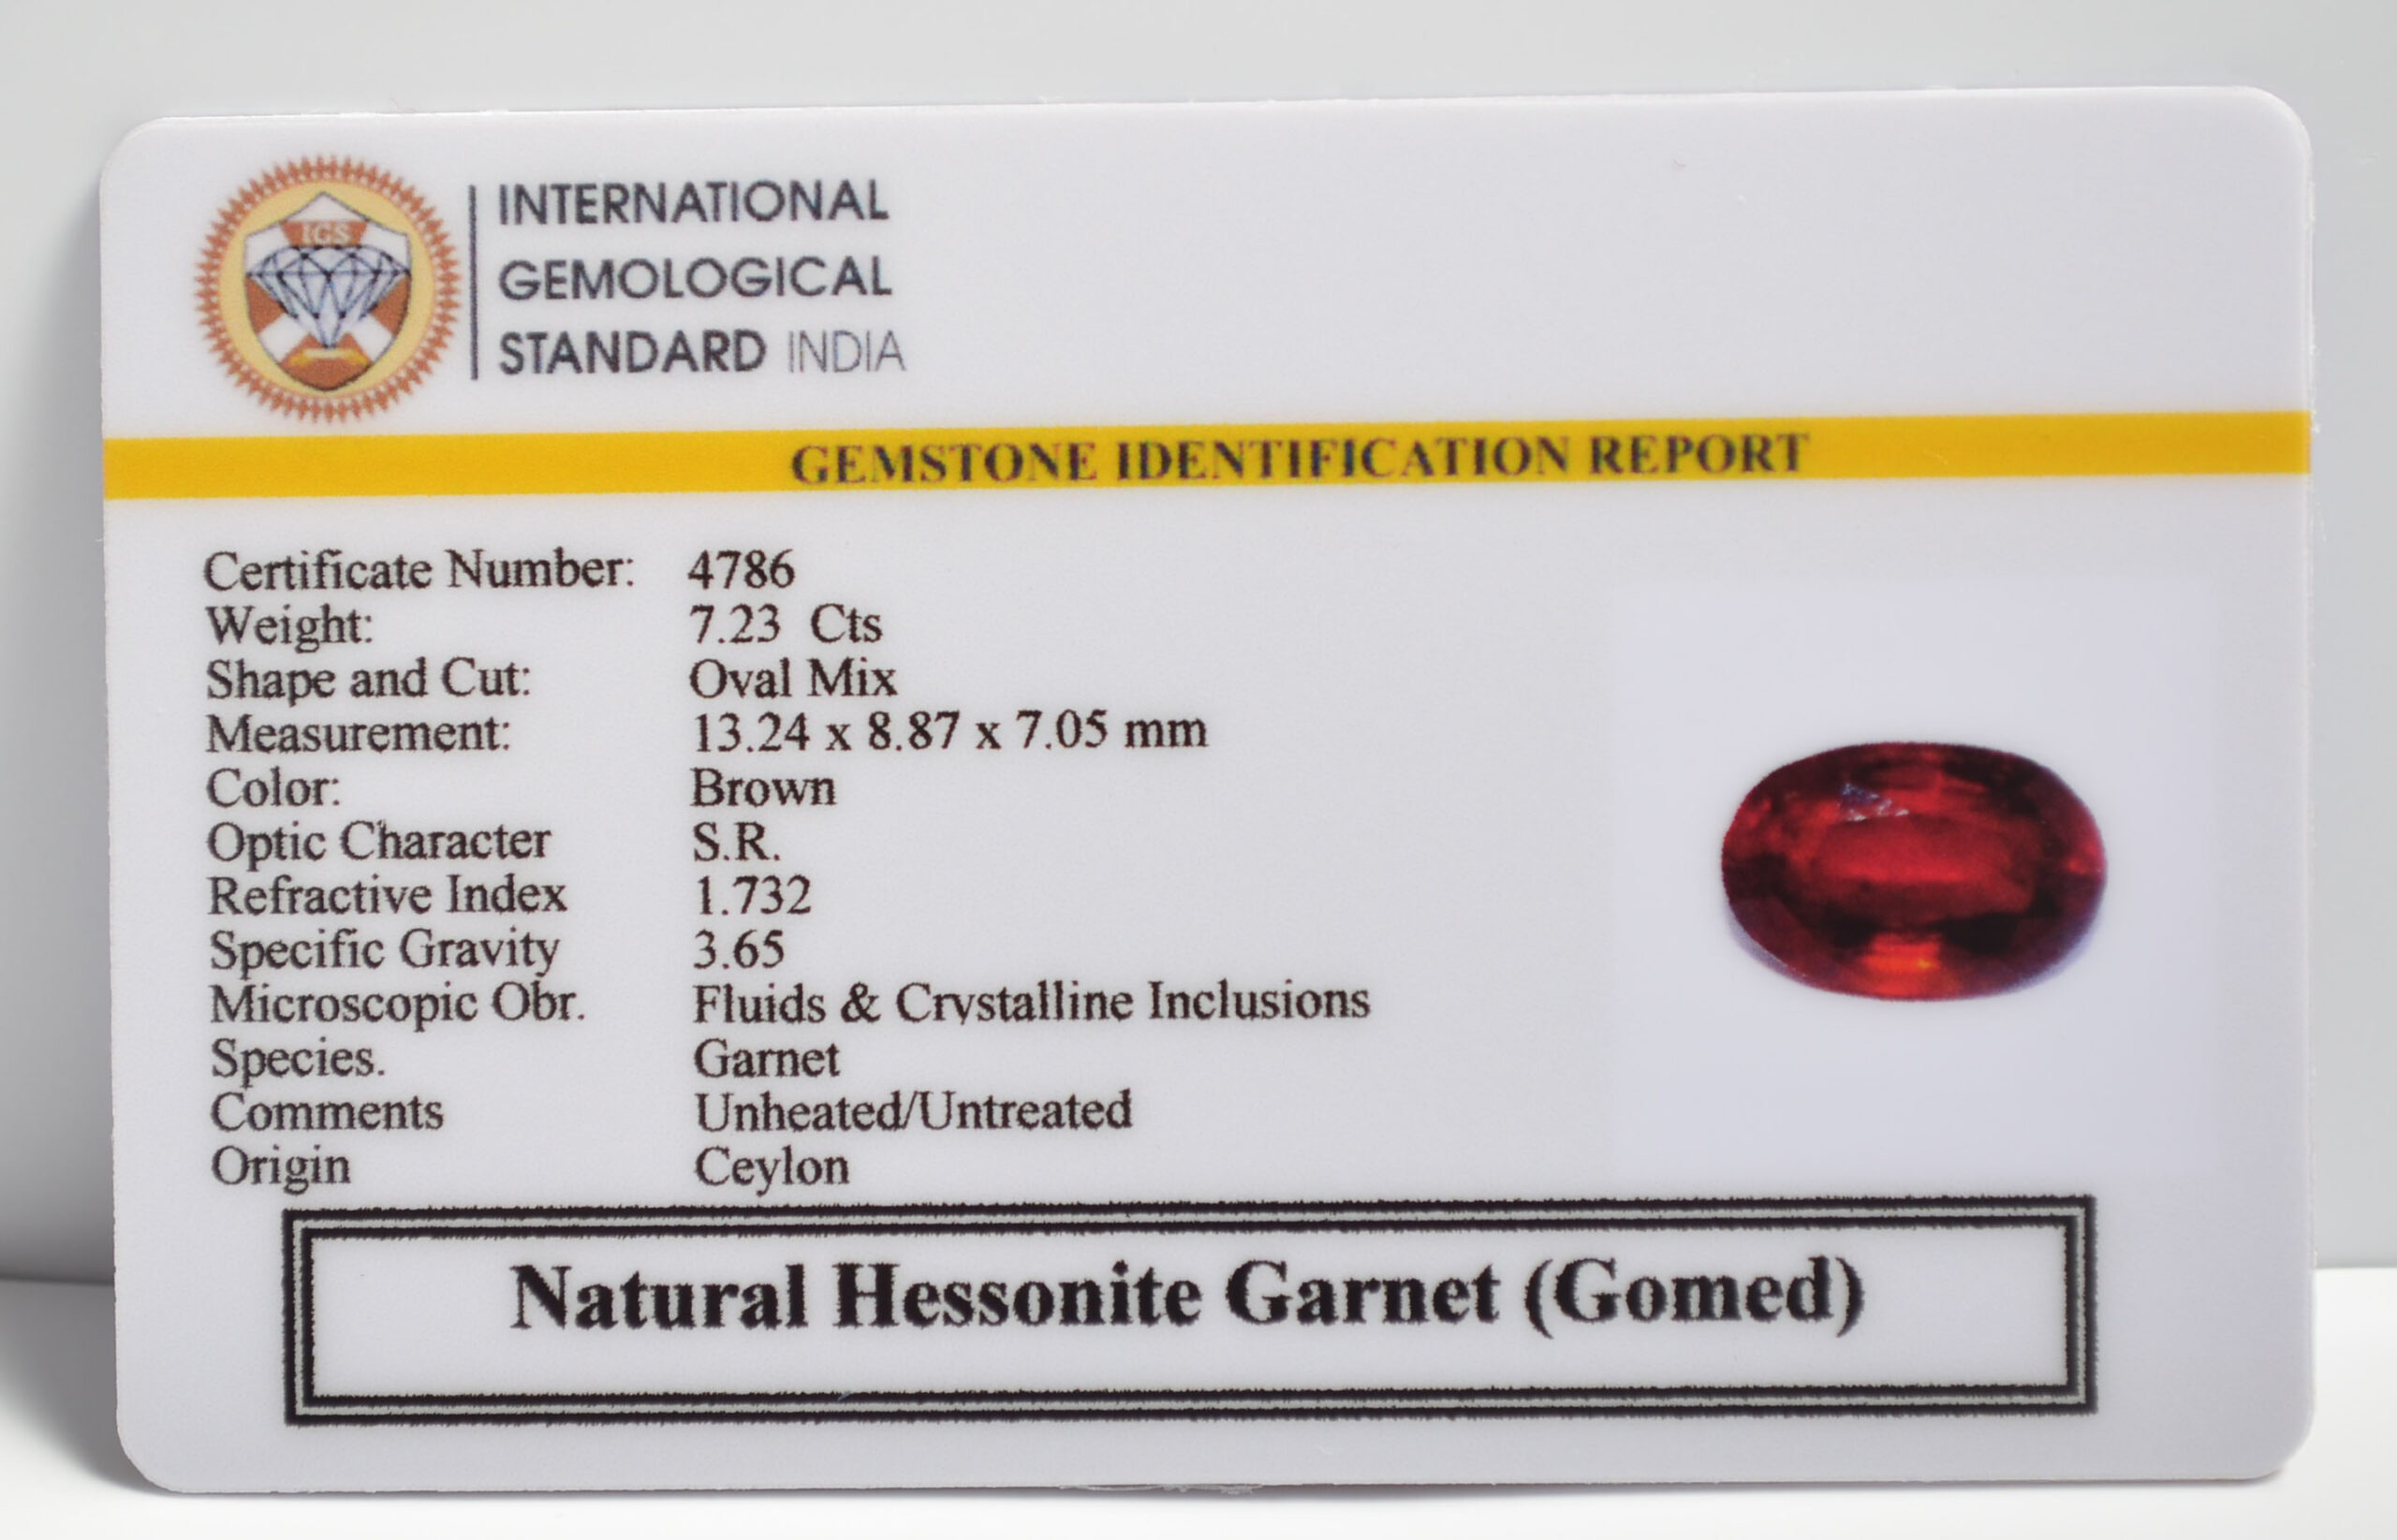 IGS
INTERNATIONAL
GEMOLOGICAL
STANDARD INDIA
GEMSTONE IDENTIFICATION REPORT
Certificate Number: 4786
Weight: 7.23 Cts
Shape and Cut: Oval Mix
Measurement: 13.24 x 8.87 x 7.05 mm
Color: Brown
Optic Character S.R.
Refractive Index 1.732
Specific Gravity 3.65
Microscopic Obr. Fluids & Crystalline Inclusions
Species. Garnet
Comments Unheated/Untreated
Origin Ceylon
Natural Hessonite Garnet (Gomed)